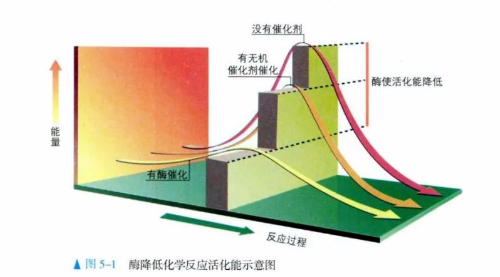 没有催化剂
有无机
催化剂催化
酶使活化能降低
能量
有酶催化
反应过程
▲图 5-1 酶降低化学反应活化能示意图